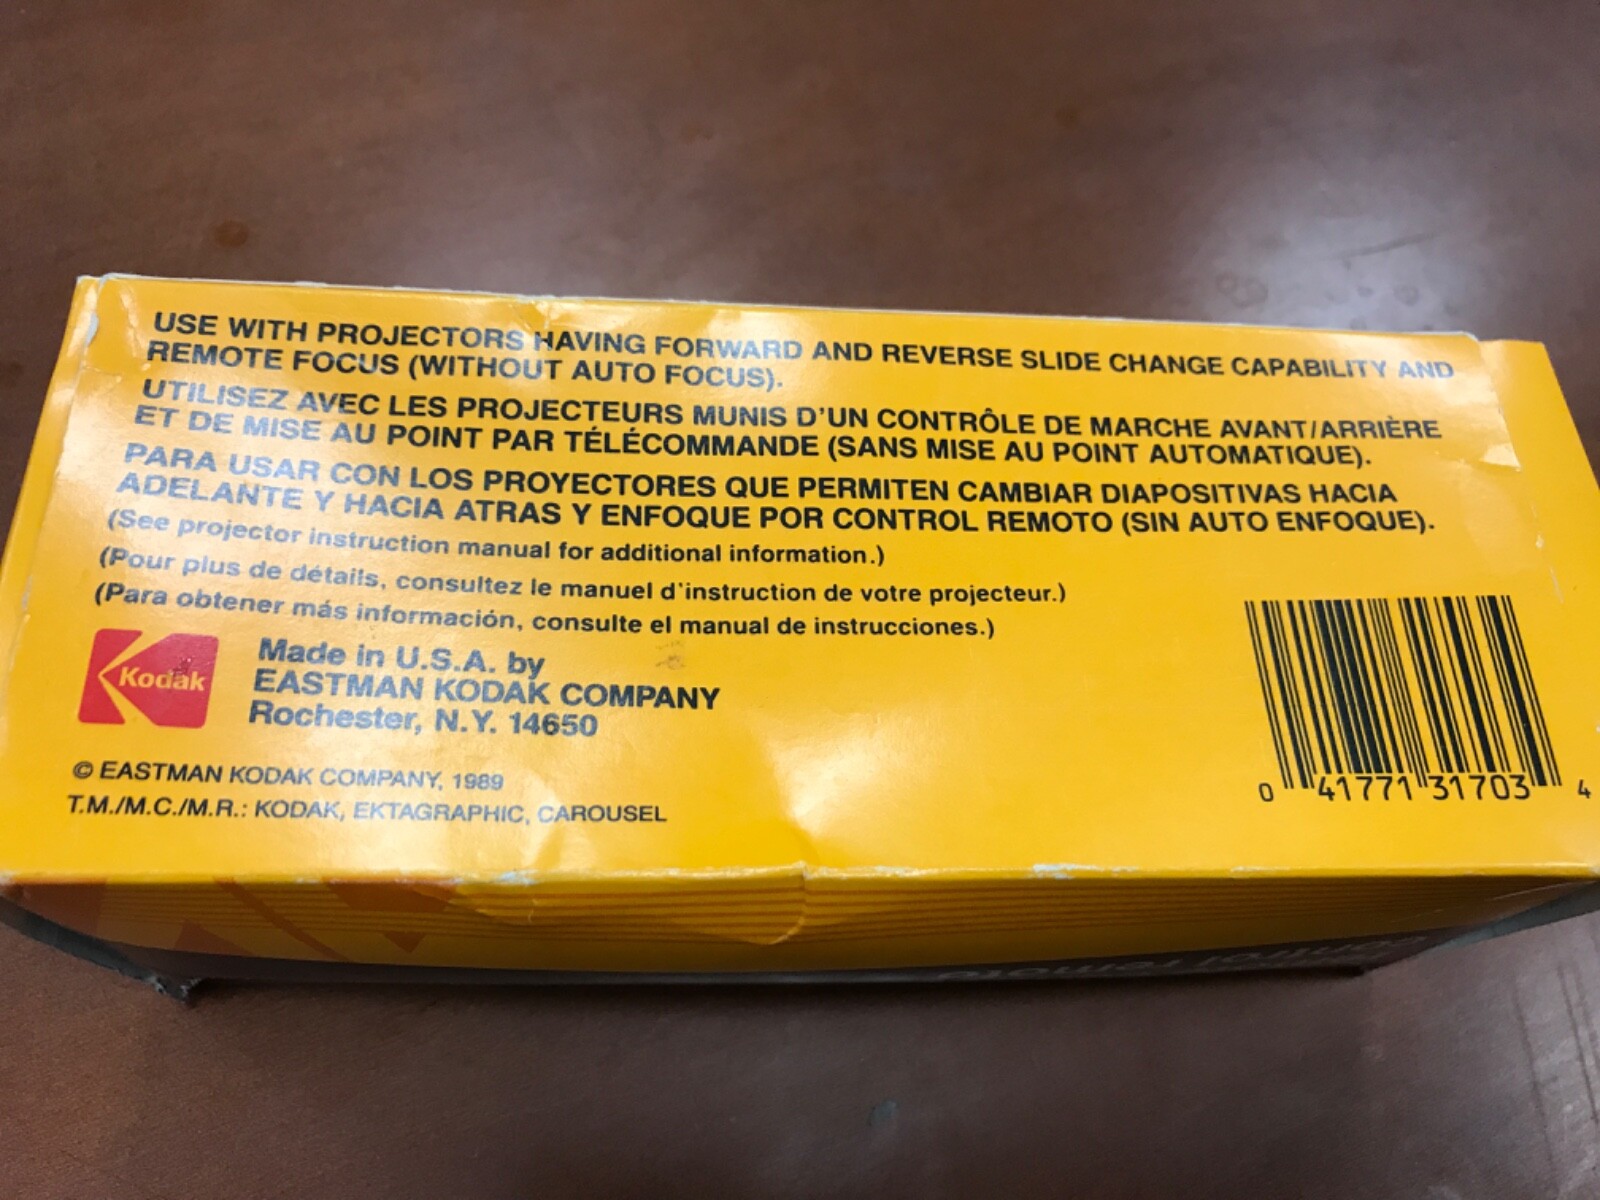 USE WITH PROJECTORS HAVING FORWARD AND REVERSE SLIDE CHANGE CAPABILITY AND
REMOTE FOCUS (WITHOUT AUTO FOCUS).
UTILISEZ AVEC LES PROJECTEURS MUNIS D'UN CONTRÔLE DE MARCHE AVANT/ARRIÈRE
ET DE MISE AU POINT PAR TÉLÉCOMMANDE (SANS MISE AU POINT AUTOMATIQUE).
PARA USAR CON LOS PROYECTORES QUE PERMITEN CAMBIAR DIAPOSITIVAS HACIA
ADELANTE Y HACIA ATRAS Y ENFOQUE POR CONTROL REMOTO (SIN AUTO ENFOQUE).
(See projector instruction manual for additional information.)
(Pour plus de détails, consultez le manuel d'instruction de votre projecteur.)
(Para obtener más información, consulte el manual de instrucciones.)
Kodak
Made in U.S.A. by
EASTMAN KODAK COMPANY
Rochester, N.Y. 14650
© EASTMAN KODAK COMPANY, 1989
T.M./M.C./M.R.: KODAK, EKTAGRAPHIC, CAROUSEL
0 41771 31703 4
control remoto